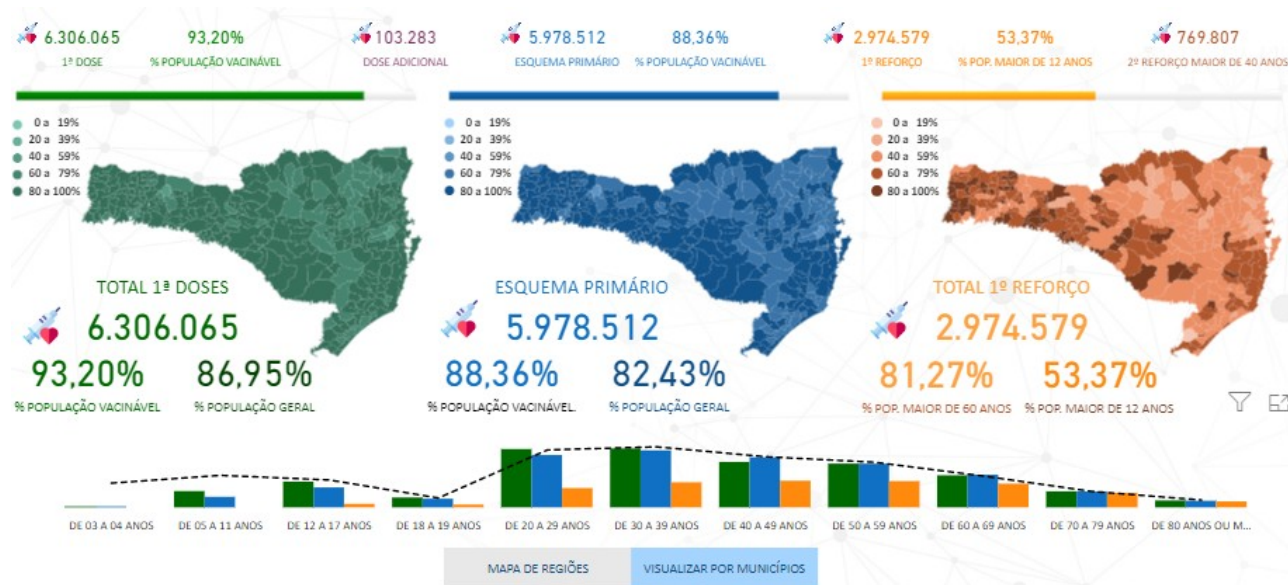 6.306.065 93,20% 103.283 5.978.512 88,36% 2.974.579 53,37% 769.807
1ª DOSE % POPULAÇÃO VACINÁVEL DOSE ADICIONAL ESQUEMA PRIMÁRIO % POPULAÇÃO VACINÁVEL 1º REFORÇO % POP. MAIOR DE 12 ANOS 2º REFORÇO MAIOR DE 40 ANOS
0 a 19%
20 a 39%
40 a 59%
60 a 79%
80 a 100%
TOTAL 1ª DOSES
6.306.065
93,20% 86,95%
% POPULAÇÃO VACINÁVEL % POPULAÇÃO GERAL
0 a 19%
20 a 39%
40 a 59%
60 a 79%
80 a 100%
ESQUEMA PRIMÁRIO
5.978.512
88,36% 82,43%
% POPULAÇÃO VACINÁVEL. % POPULAÇÃO GERAL
0 a 19%
20 a 39%
40 a 59%
60 a 79%
80 a 100%
TOTAL 1º REFORÇO
2.974.579
81,27% 53,37%
% POP. MAIOR DE 60 ANOS % POP. MAIOR DE 12 ANOS
DE 03 A 04 ANOS DE 05 A 11 ANOS DE 12 A 17 ANOS DE 18 A 19 ANOS DE 20 A 29 ANOS DE 30 A 39 ANOS DE 40 A 49 ANOS DE 50 A 59 ANOS DE 60 A 69 ANOS DE 70 A 79 ANOS DE 80 ANOS OU M...
MAPA DE REGIÕES VISUALIZAR POR MUNICÍPIOS